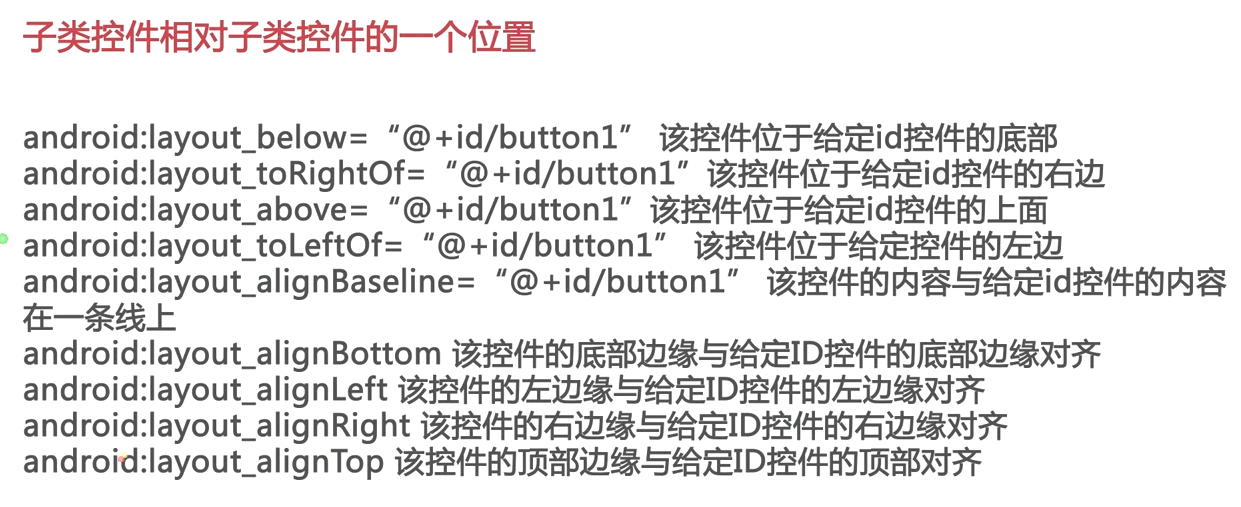 子类控件相对子类控件的一个位置
android:layout_below=“@+id/button1” 该控件位于给定id控件的底部
android:layout_toRightOf=“@+id/button1”该控件位于给定id控件的右边
android:layout_above=“@+id/button1”该控件位于给定id控件的上面
android:layout_toLeftOf=“@+id/button1” 该控件位于给定控件的左边
android:layout_alignBaseline=“@+id/button1” 该控件的内容与给定id控件的内容
在一条线上
android:layout_alignBottom 该控件的底部边缘与给定ID控件的底部边缘对齐
android:layout_alignLeft 该控件的左边缘与给定ID控件的左边缘对齐
android:layout_alignRight 该控件的右边缘与给定ID控件的右边缘对齐
android:layout_alignTop 该控件的顶部边缘与给定ID控件的顶部对齐